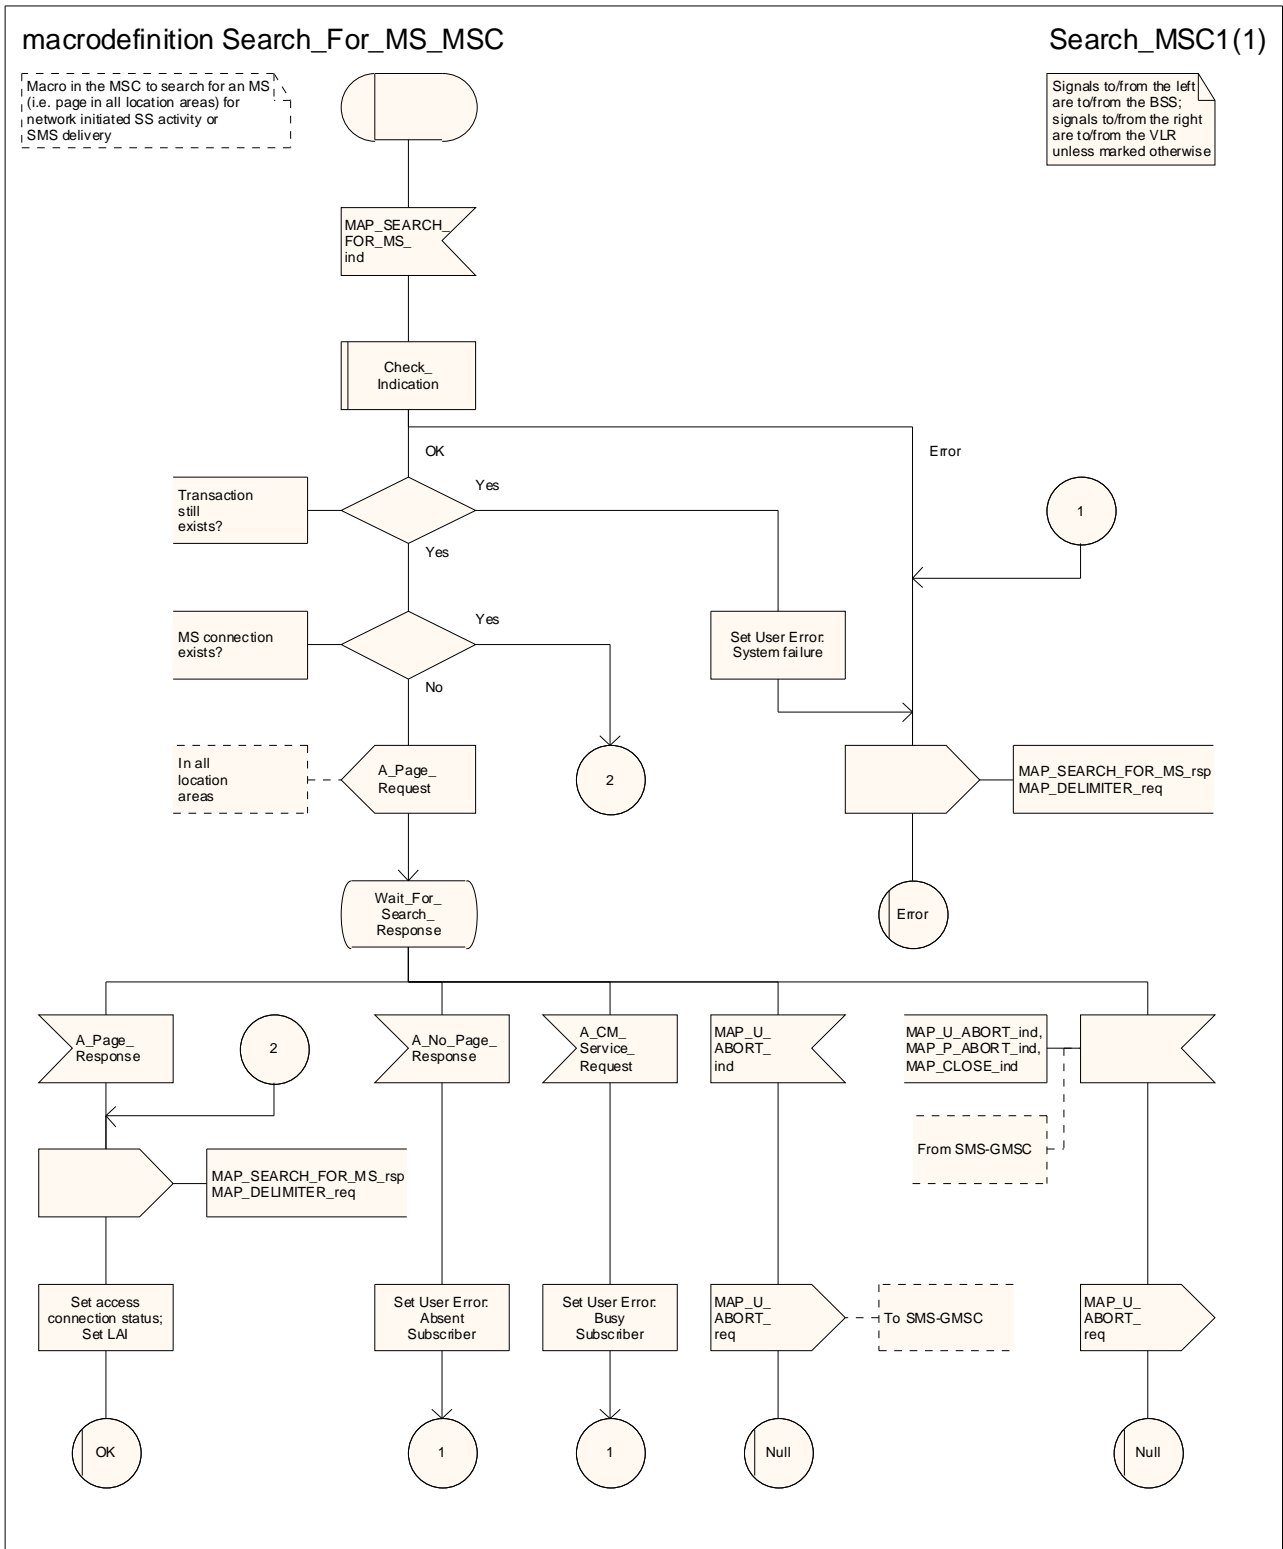 macrodefinition Search_For_MS_MSC
Search_MSC1(1)
Macro in the MSC to search for an MS
(i.e. page in all location areas) for
network initiated SS activity or
SMS delivery
Signals to/from the left
are to/from the BSS;
signals to/from the right
are to/from the VLR
unless marked otherwise
MAP_SEARCH_
FOR_MS_
ind
Check_
Indication
OK
Error
Transaction
still
exists?
Yes
1
Yes
MS connection
exists?
Yes
Set User Error:
System failure
No
In all
location
areas
A_Page_
Request
2
MAP_SEARCH_FOR_MS_rsp
MAP_DELIMITER_req
Wait_For_
Search_
Response
Error
A_Page_
Response
2
A_No_Page_
Response
A_CM_
Service_
Request
MAP_U_
ABORT_
ind
MAP_U_ABORT_ind,
MAP_P_ABORT_ind,
MAP_CLOSE_ind
From SMS-GMSC
MAP_SEARCH_FOR_MS_rsp
MAP_DELIMITER_req
Set access
connection status;
Set LAI
Set User Error:
Absent
Subscriber
Set User Error:
Busy
Subscriber
MAP_U_
ABORT_
req
To SMS-GMSC
MAP_U_
ABORT_
req
OK
1
1
Null
Null